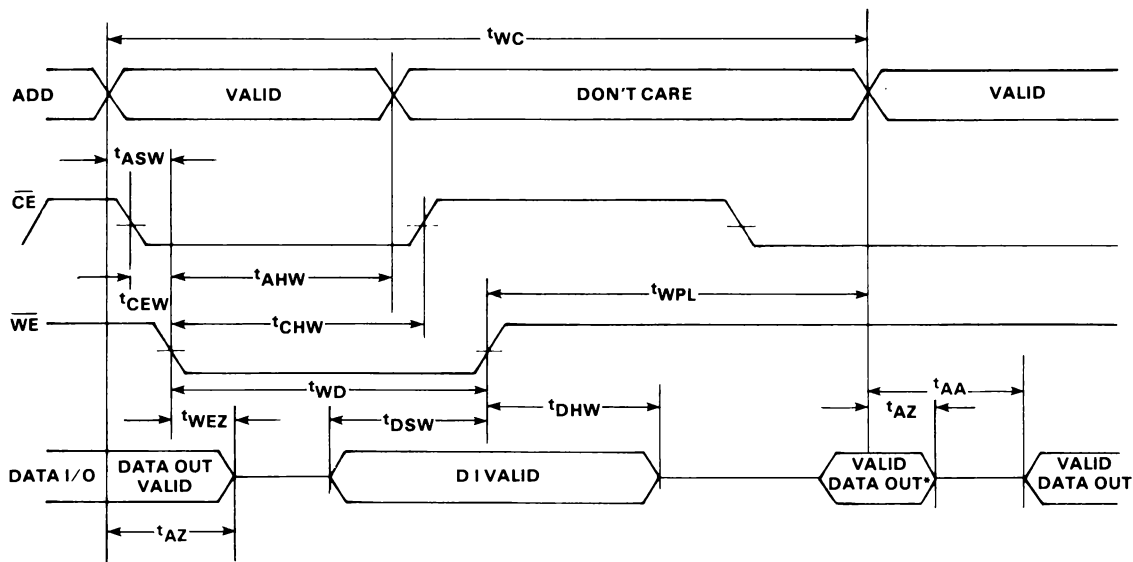 tWC
ADD VALID DON'T CARE VALID
tASW
CE
tAHW
tCEW
tWPL
tCHW
WE
tWD
tAA
tWEZ tDSW tDHW tAZ
DATA I/O DATA OUT VALID D I VALID VALID DATA OUT* VALID DATA OUT
tAZ